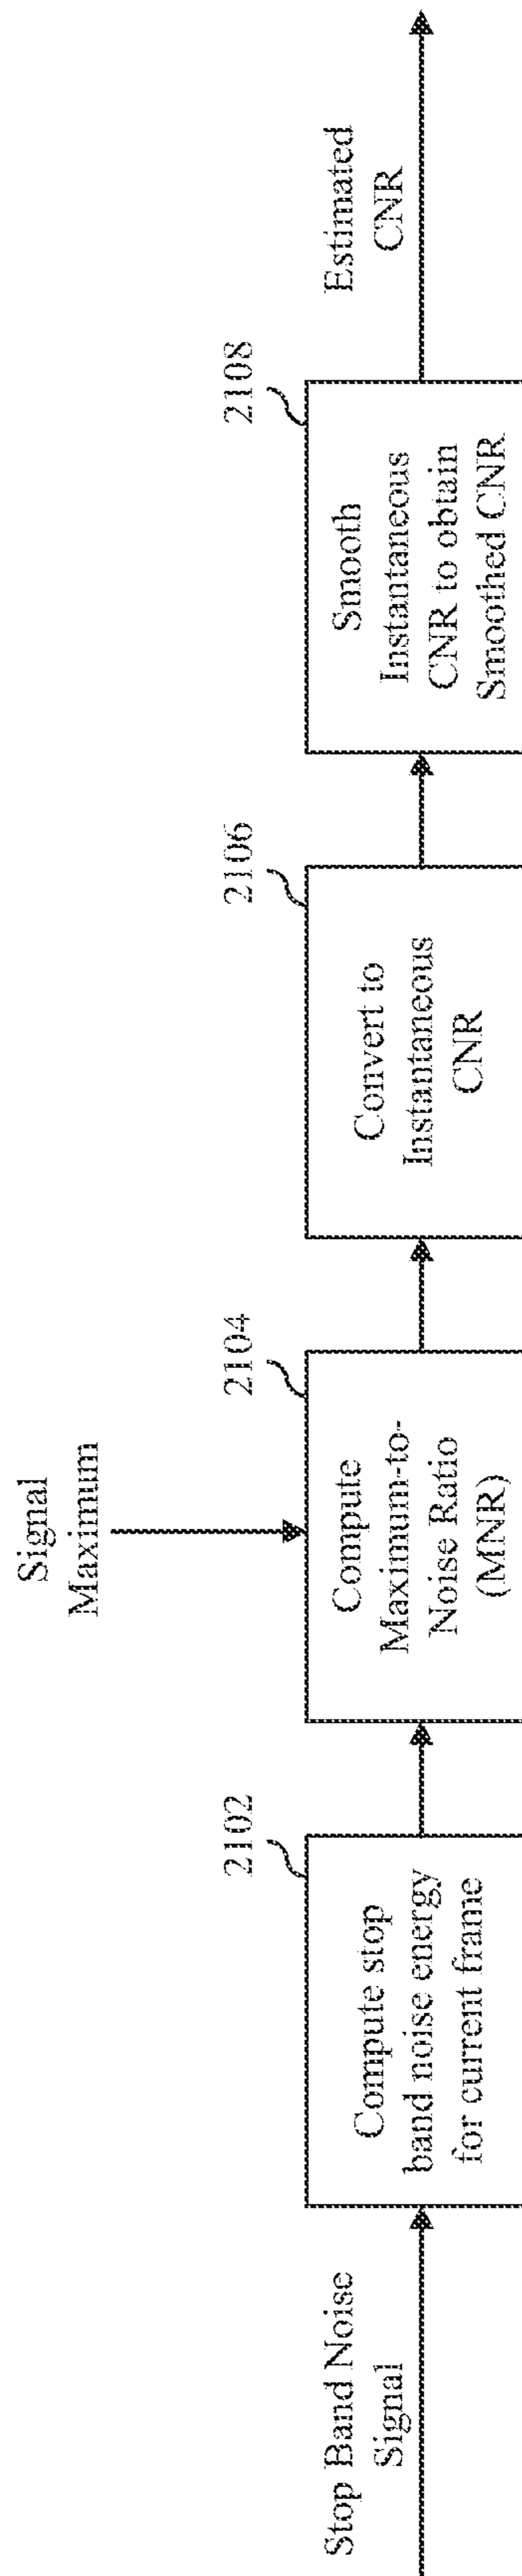 Stop Band Noise
Signal
2102
Compute stop
band noise energy
for current frame
Signal
Maximum
2104
Compute
Maximum-to-
Noise Ratio
(MNR)
2106
Convert to
Instantaneous
CNR
2108
Smooth
Instantaneous
CNR to obtain
Smoothed CNR
Estimated
CNR